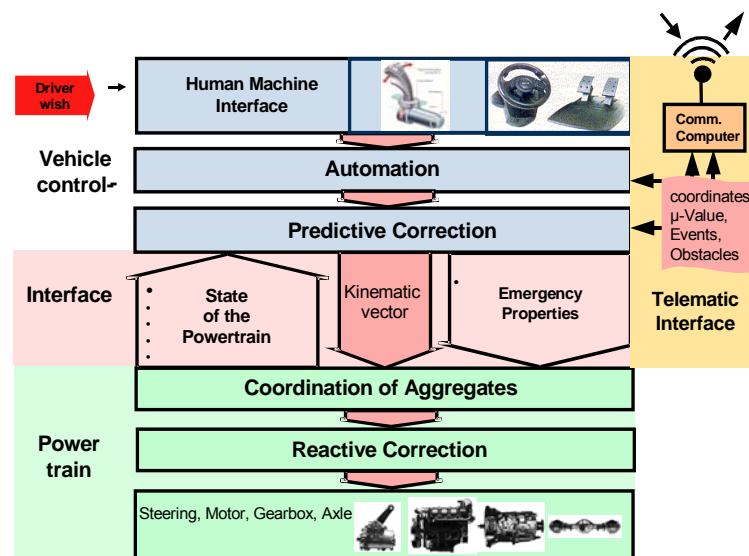 Driver
wish
Human Machine
Interface
Comm.
Computer
Vehicle
control-
Automation
Predictive Correction
coordinates
µ-Value,
Events,
Obstacles
Interface
State
of the
Powertrain
Kinematic
vector
Emergency
Properties
Telematic
Interface
Coordination of Aggregates
Power
train
Reactive Correction
Steering, Motor, Gearbox, Axle